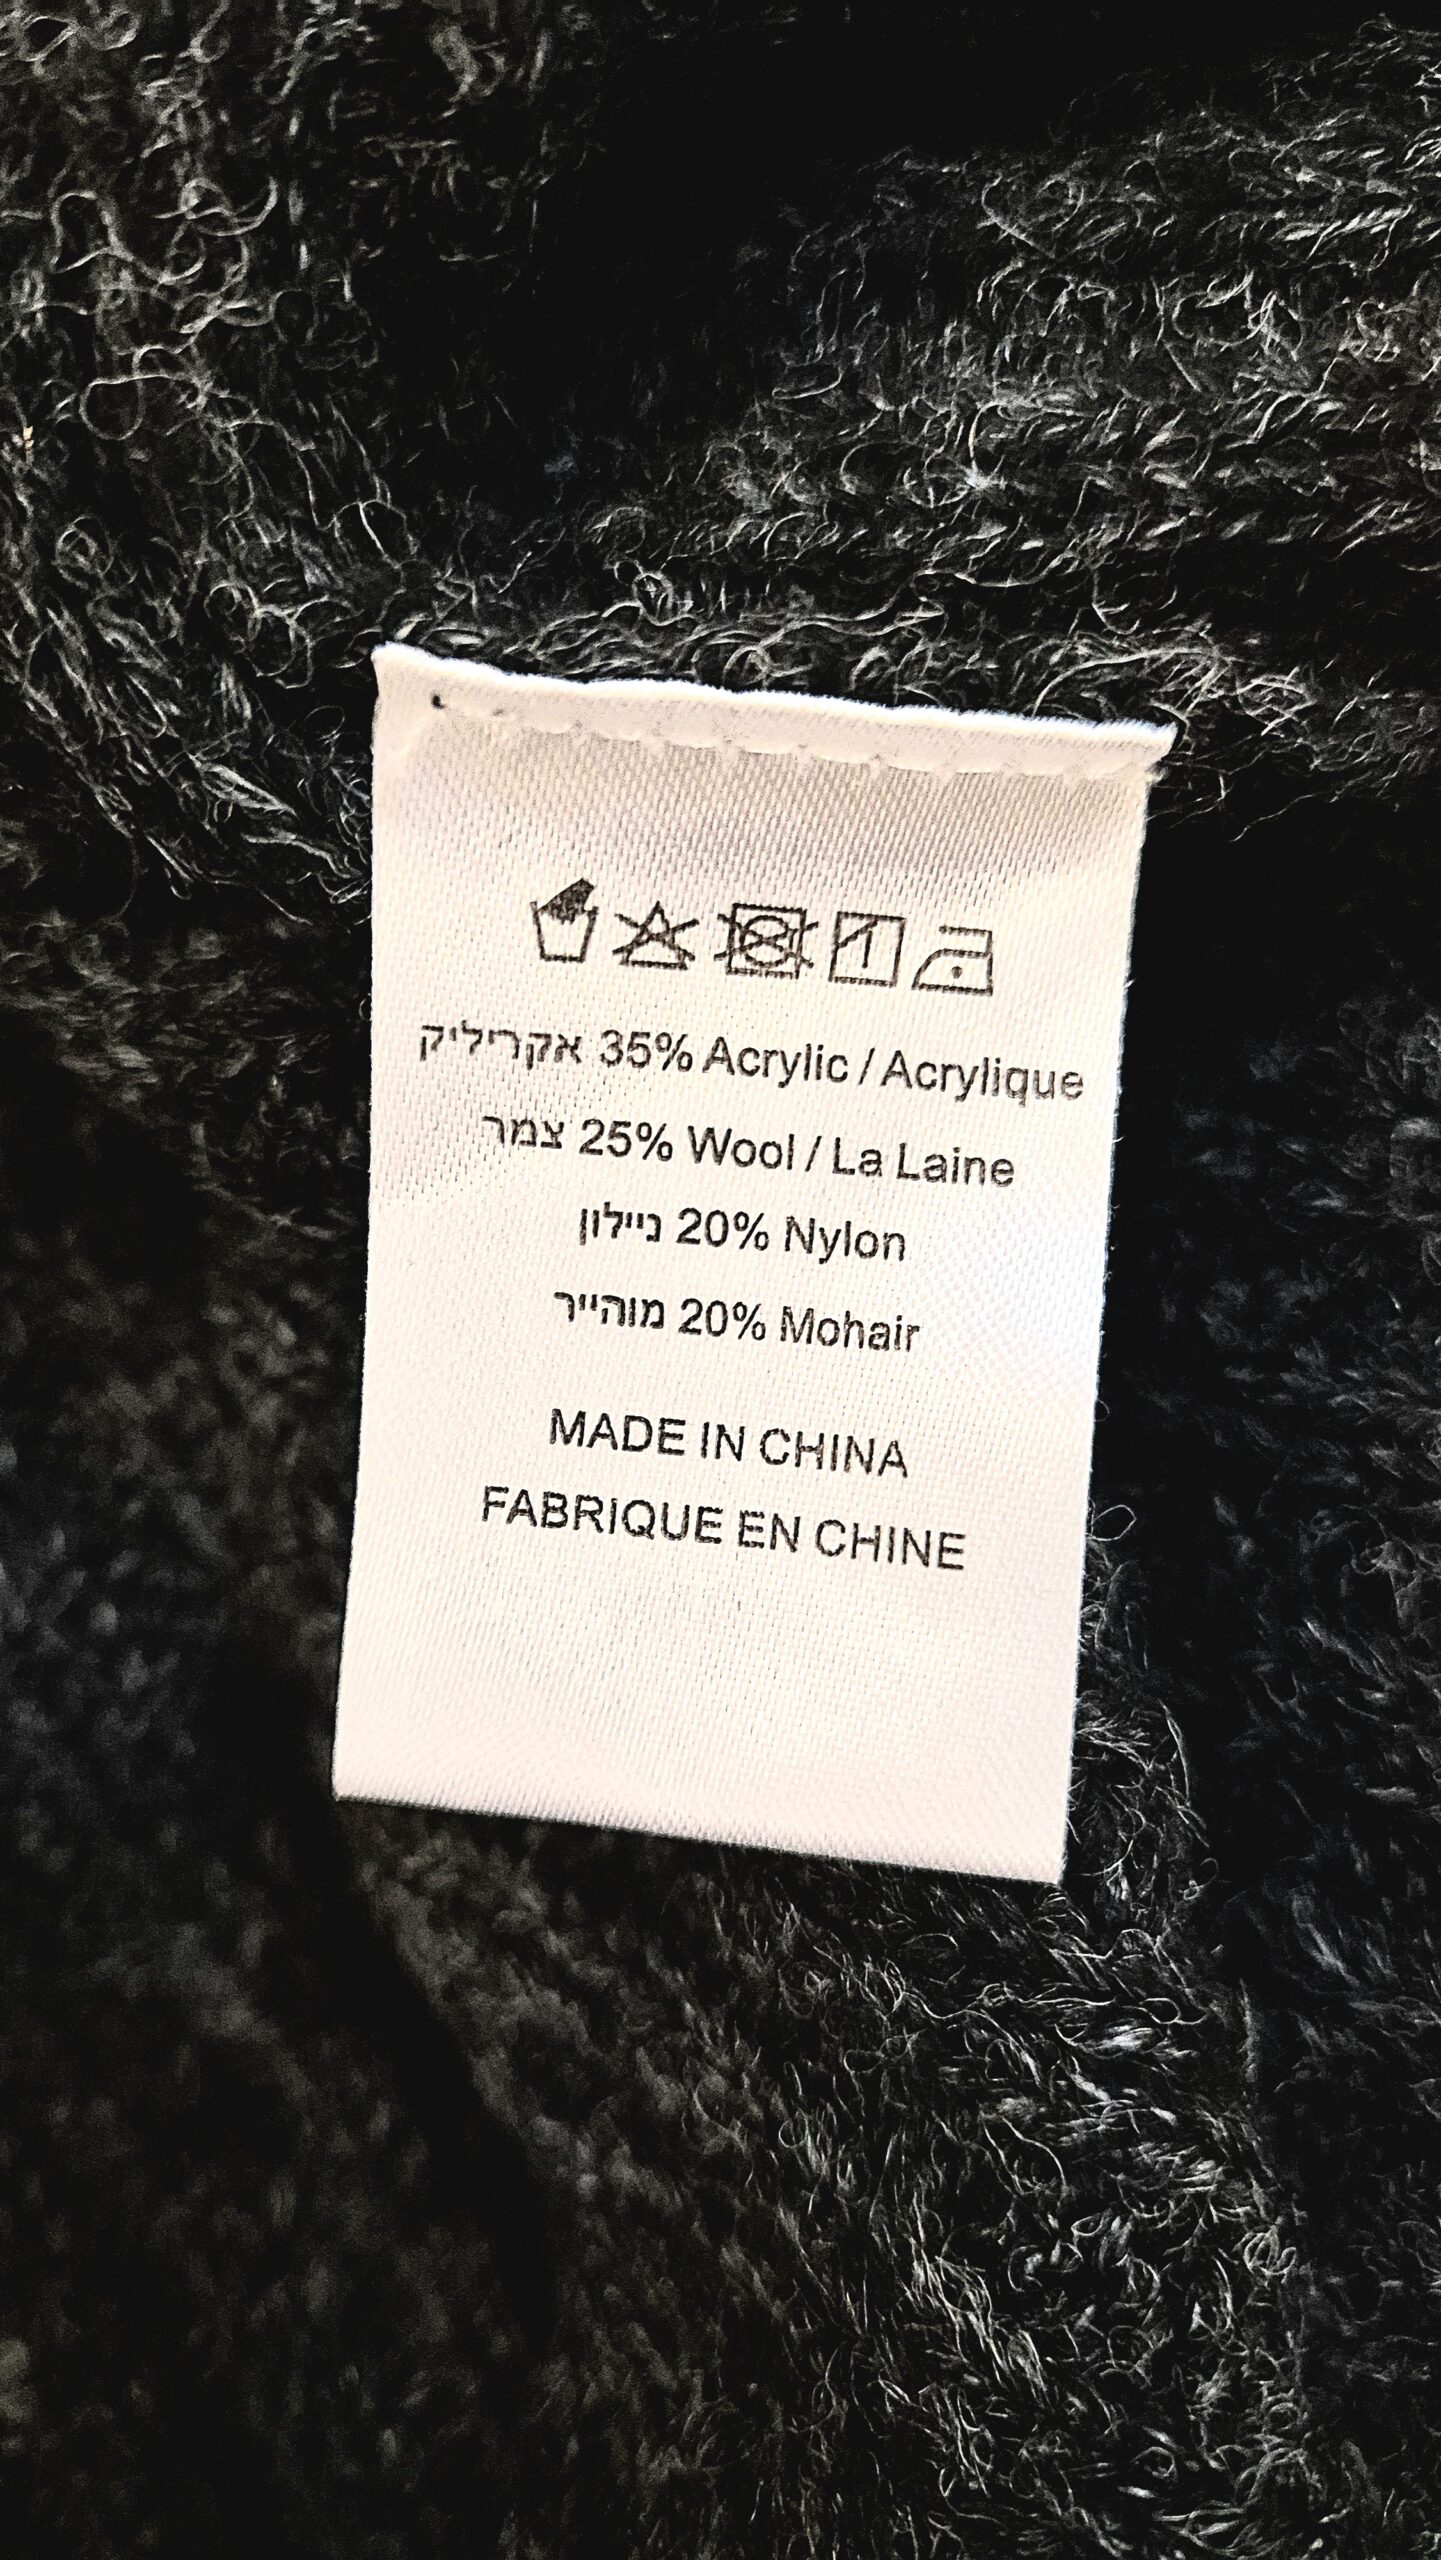 אקריליק 35% Acrylic / Acrylique
צמר 25% Wool / La Laine
ניילון 20% Nylon
מוהייר 20% Mohair
MADE IN CHINA
FABRIQUE EN CHINE